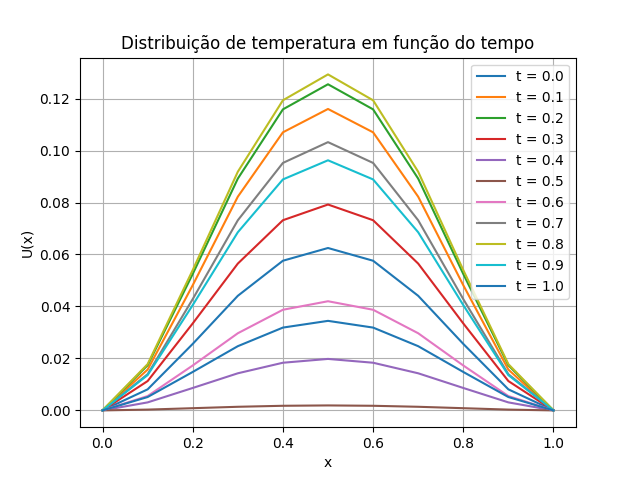 Distribuição de temperatura em função do tempo
t = 0.0
t = 0.1
t = 0.2
t = 0.3
t = 0.4
t = 0.5
t = 0.6
t = 0.7
t = 0.8
t = 0.9
t = 1.0
U(x)
0.12
0.10
0.08
0.06
0.04
0.02
0.00
0.0 0.2 0.4 0.6 0.8 1.0
x